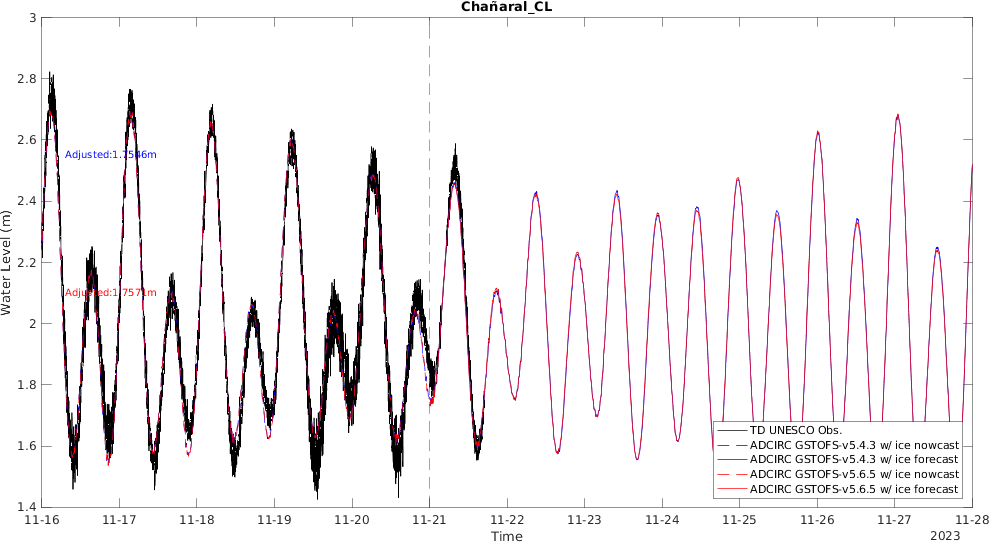 Chañaral_CL
3
2.8
2.6
2.4
2.2
2
1.8
1.6
1.4
Water Level (m)
Adjusted:1.7546m
Adjusted:1.7571m
TD UNESCO Obs.
ADCIRC GSTOFS-v5.4.3 w/ ice nowcast
ADCIRC GSTOFS-v5.4.3 w/ ice forecast
ADCIRC GSTOFS-v5.6.5 w/ ice nowcast
ADCIRC GSTOFS-v5.6.5 w/ ice forecast
11-16 11-17 11-18 11-19 11-20 11-21 11-22 11-23 11-24 11-25 11-26 11-27 11-28
Time
2023